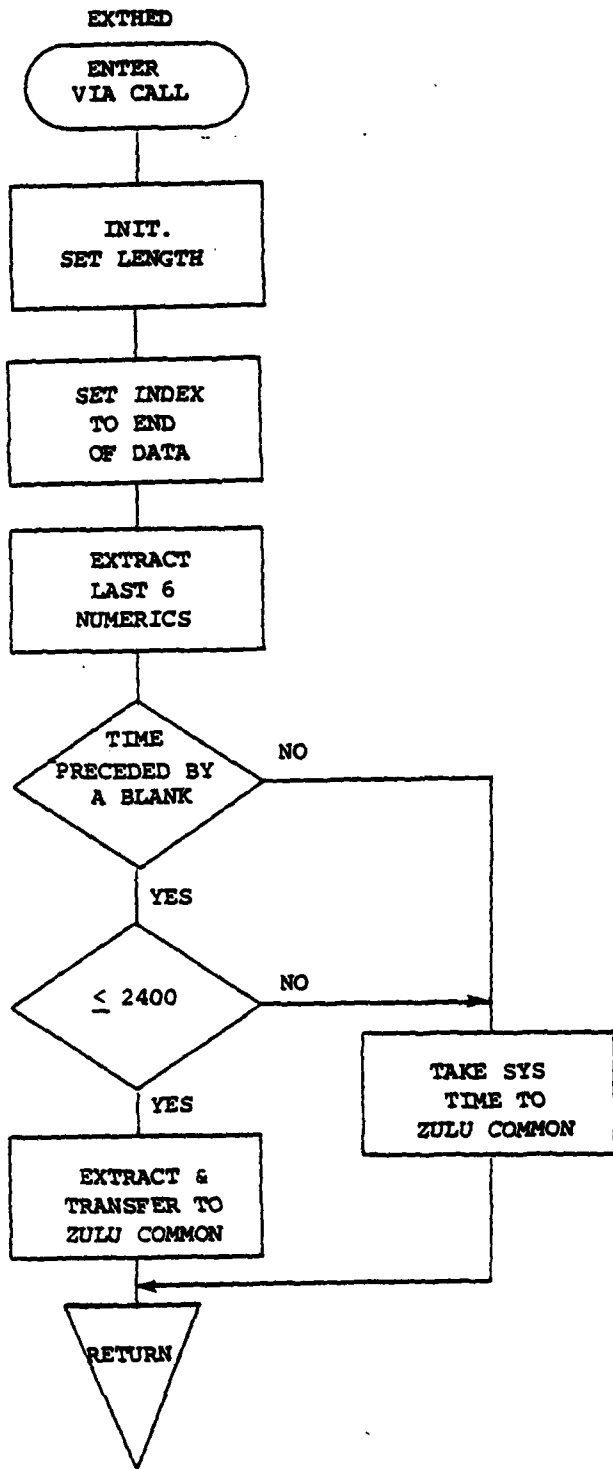 EXTHED
ENTER
VIA CALL
INIT.
SET LENGTH
SET INDEX
TO END
OF DATA
EXTRACT
LAST 6
NUMERICS
TIME
PRECEDED BY
A BLANK
NO
YES
≤ 2400
NO
YES
TAKE SYS
TIME TO
ZULU COMMON
EXTRACT &
TRANSFER TO
ZULU COMMON
RETURN